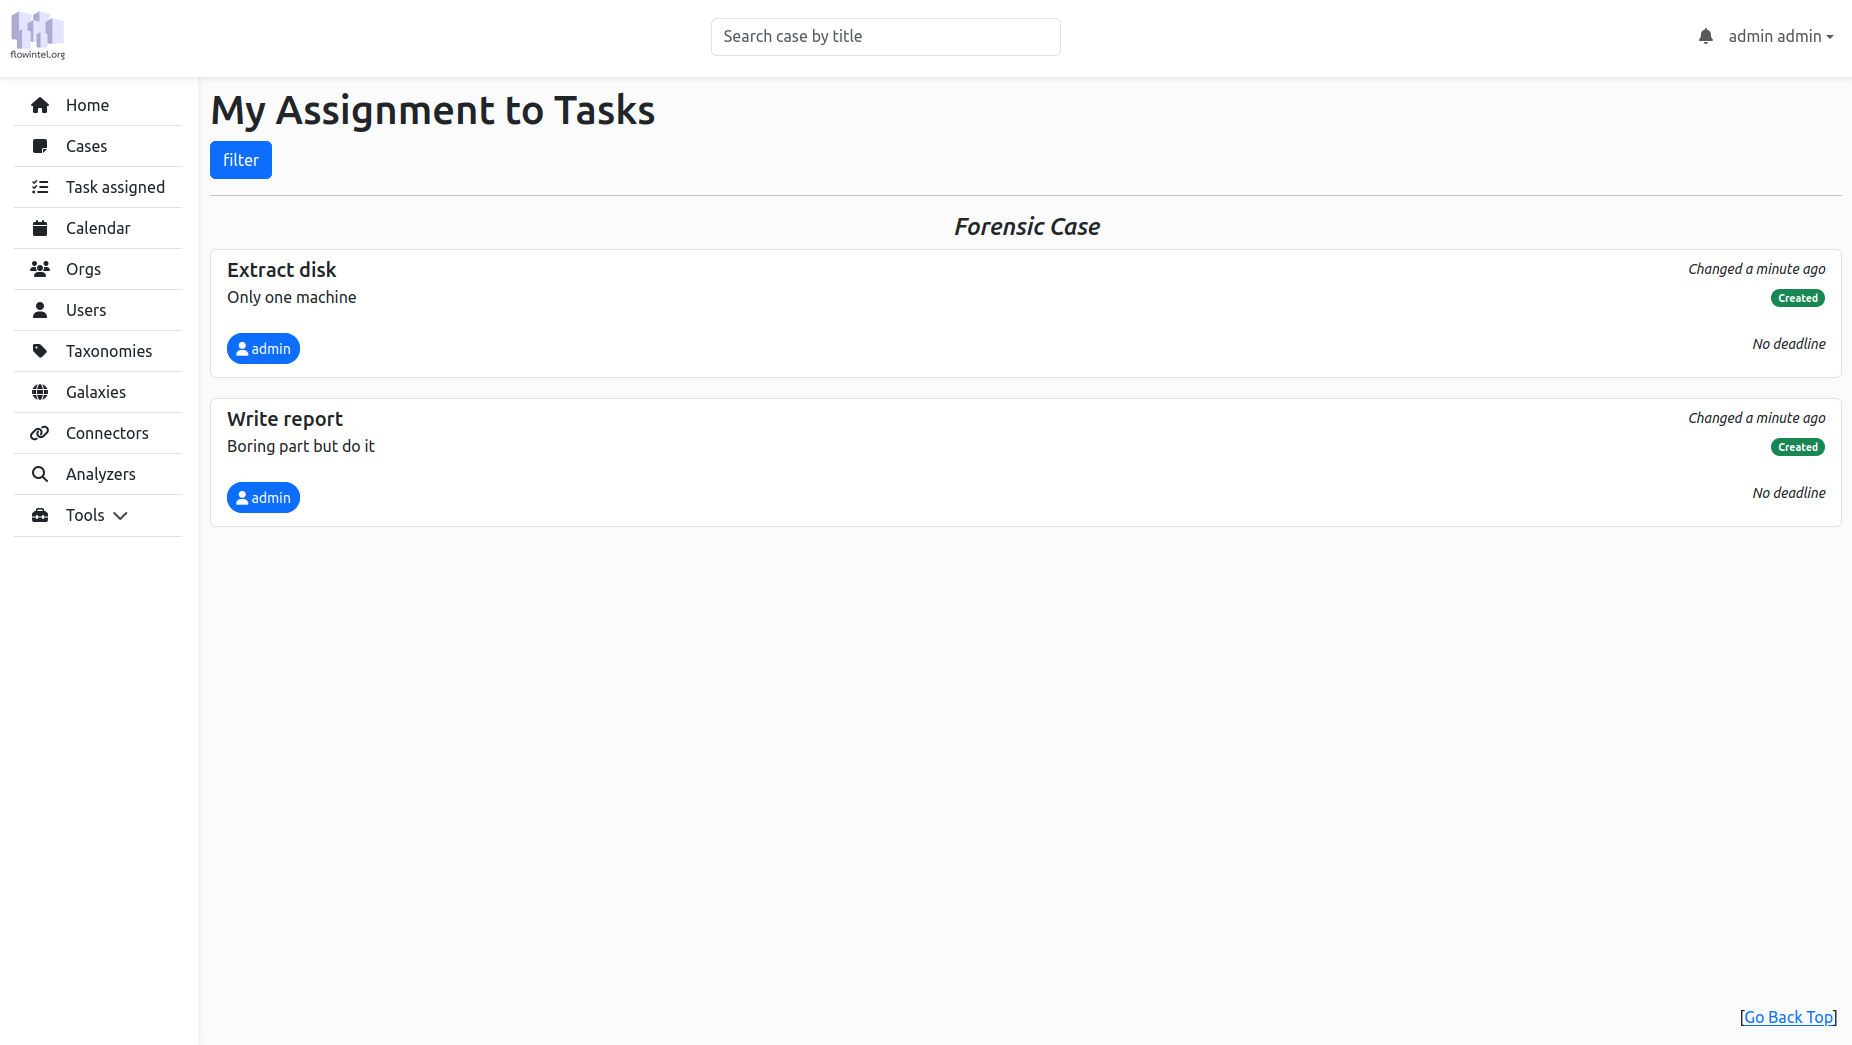 flowintel.org
Search case by title
admin admin
Home
Cases
Task assigned
Calendar
Orgs
Users
Taxonomies
Galaxies
Connectors
Analyzers
Tools
My Assignment to Tasks
filter
Forensic Case
Extract disk
Changed a minute ago
Only one machine
Created
admin
No deadline
Write report
Changed a minute ago
Boring part but do it
Created
admin
No deadline
[Go Back Top]